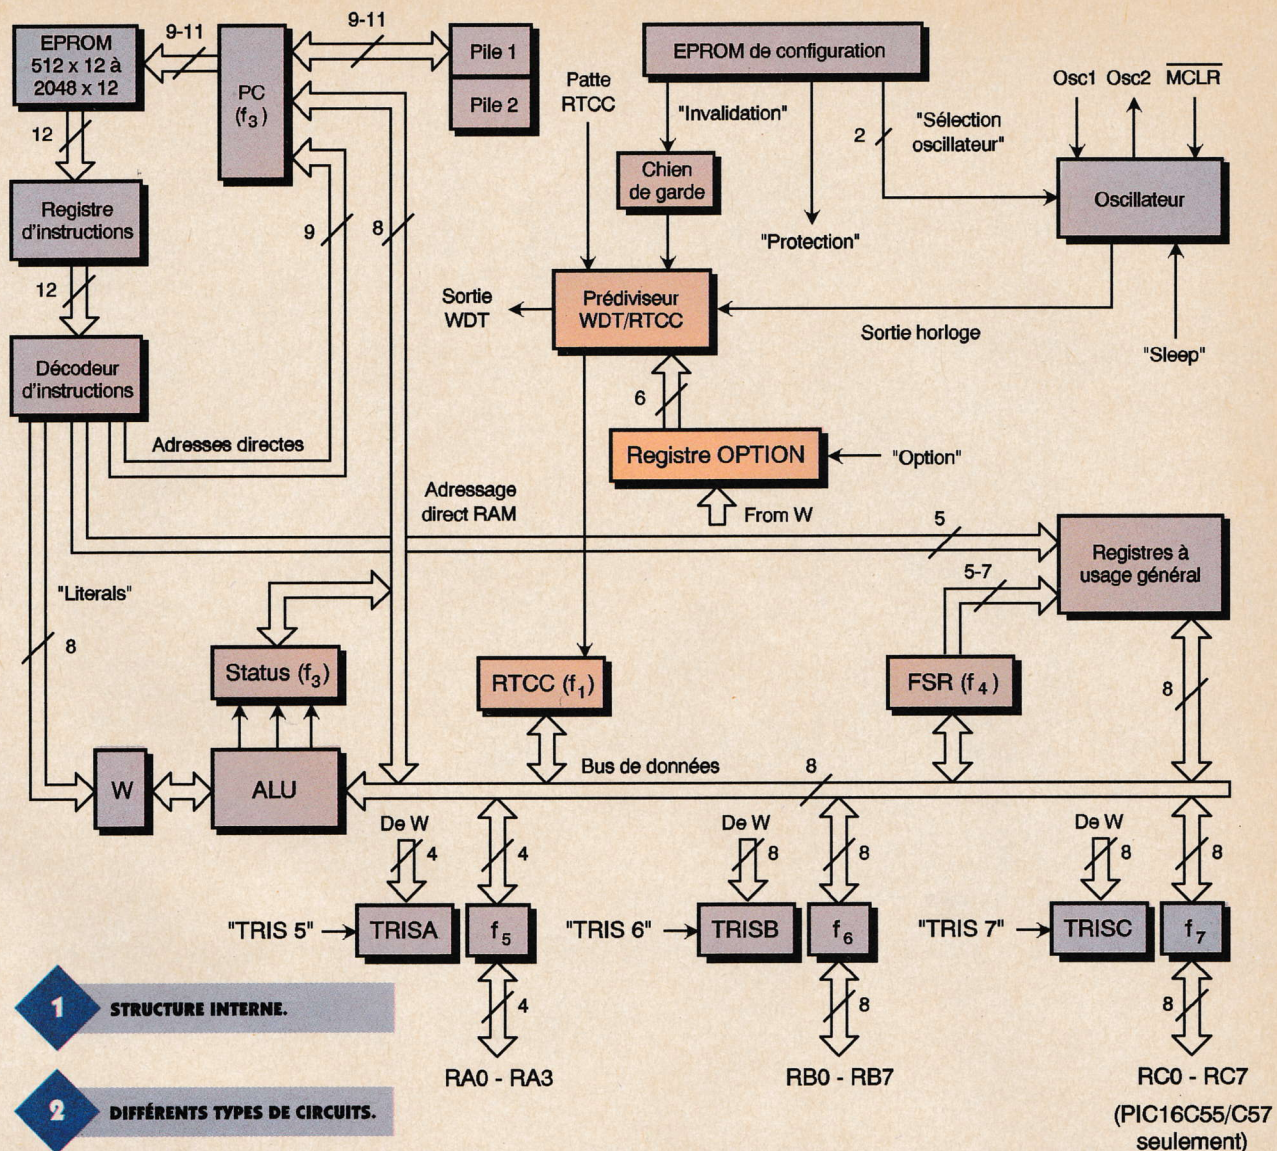 9-11
9-11
EPROM
512 x 12 à
2048 x 12
PC
(f3)
Pile 1
Pile 2
EPROM de configuration
Patte
RTCC
"Invalidation"
2
"Sélection
oscillateur"
Osc1
Osc2
MCLR
12
Chien
de garde
Oscillateur
Registre
d'instructions
9
8
"Protection"
12
Sortie
WDT
Prédiviseur
WDT/RTCC
Sortie horloge
"Sleep"
Décodeur
d'instructions
6
Adresses directes
Registre OPTION
"Option"
Adressage
direct RAM
From W
5
Registres à
usage général
5-7
"Literals"
8
Status (f3)
RTCC (f1)
FSR (f4)
8
W
ALU
Bus de données
8
De W
4
4
De W
8
8
De W
8
8
"TRIS 5"
TRISA
f5
"TRIS 6"
TRISB
f6
"TRIS 7"
TRISC
f7
4
8
8
1
STRUCTURE INTERNE.
RA0 - RA3
RB0 - RB7
RC0 - RC7
(PIC16C55/C57
seulement)
2
DIFFÉRENTS TYPES DE CIRCUITS.